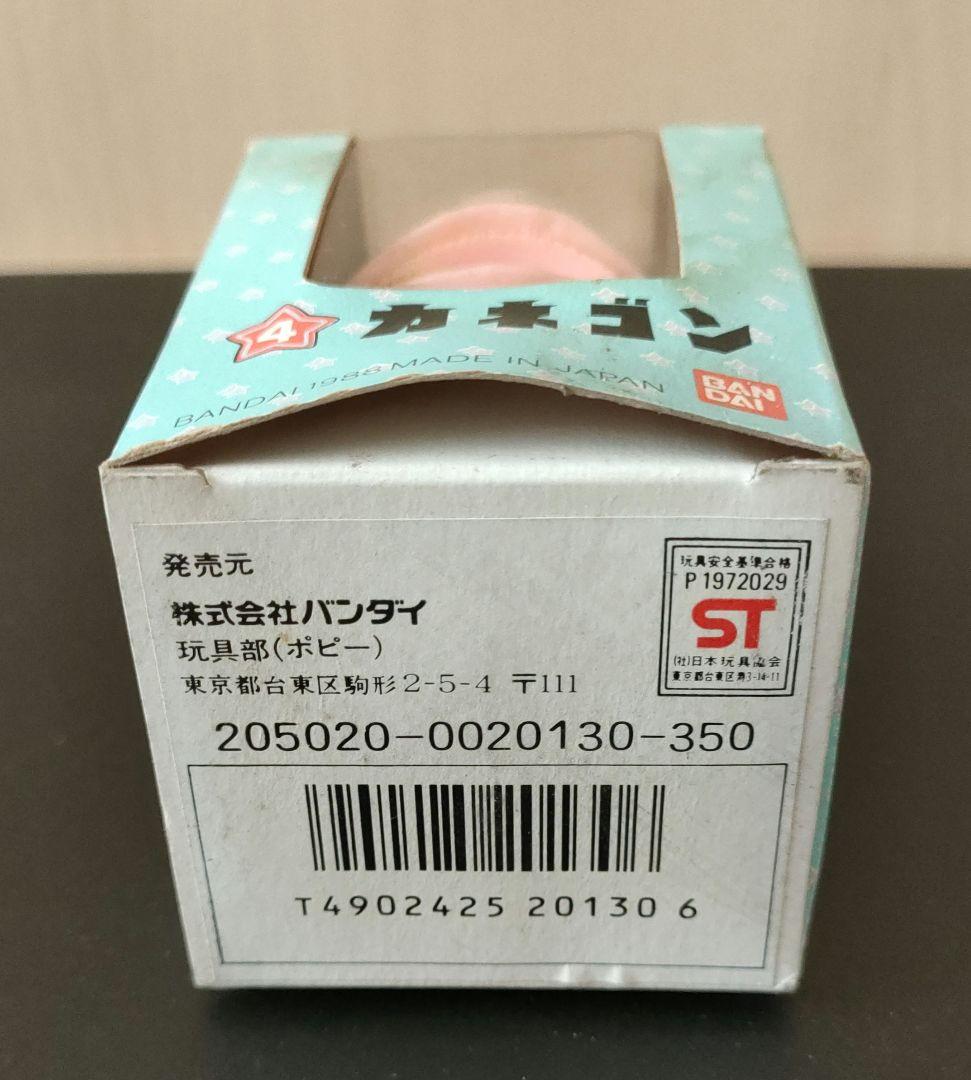 4 カネゴン
BANDAI 1988 MADE IN JAPAN
BAN
DAI
発売元
株式会社バンダイ
玩具部(ポピー)
東京都台東区駒形2-5-4 〒111
玩具安全基準合格
P 1972029
ST
(社)日本玩具協会
205020-0020130-350
T4902425 20130 6